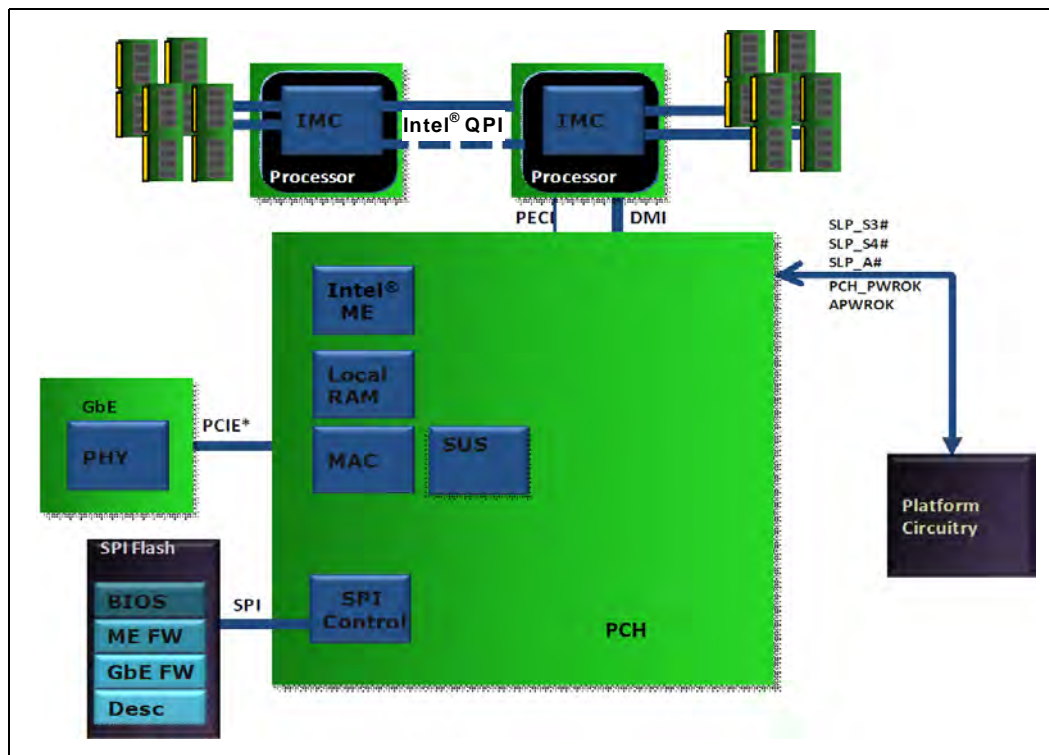 IMC
Intel® QPI
IMC
Processor
Processor
PECI
DMI
SLP_S3#
SLP_S4#
SLP_A#
PCH_PWROK
APWROK
Intel®
ME
Local
RAM
GbE
PHY
PCIE*
MAC
SUS
Platform
Circuitry
SPI Flash
BIOS
ME FW
GbE FW
Desc
SPI
SPI
Control
PCH